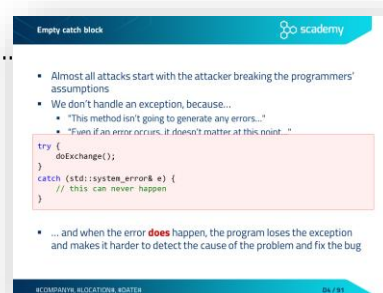 Empty catch block
scademy
Almost all attacks start with the attacker breaking the programmers'
assumptions
We don't handle an exception, because...
"This method isn't going to generate any errors..."
"Even if an error occurs, it doesn't matter at this point..."
try {
doExchange();
}
catch (std::system_error& e) {
// this can never happen
}
... and when the error does happen, the program loses the exception
and makes it harder to detect the cause of the problem and fix the bug
#COMPANY#, #LOCATION#, #DATE#
04 / 91